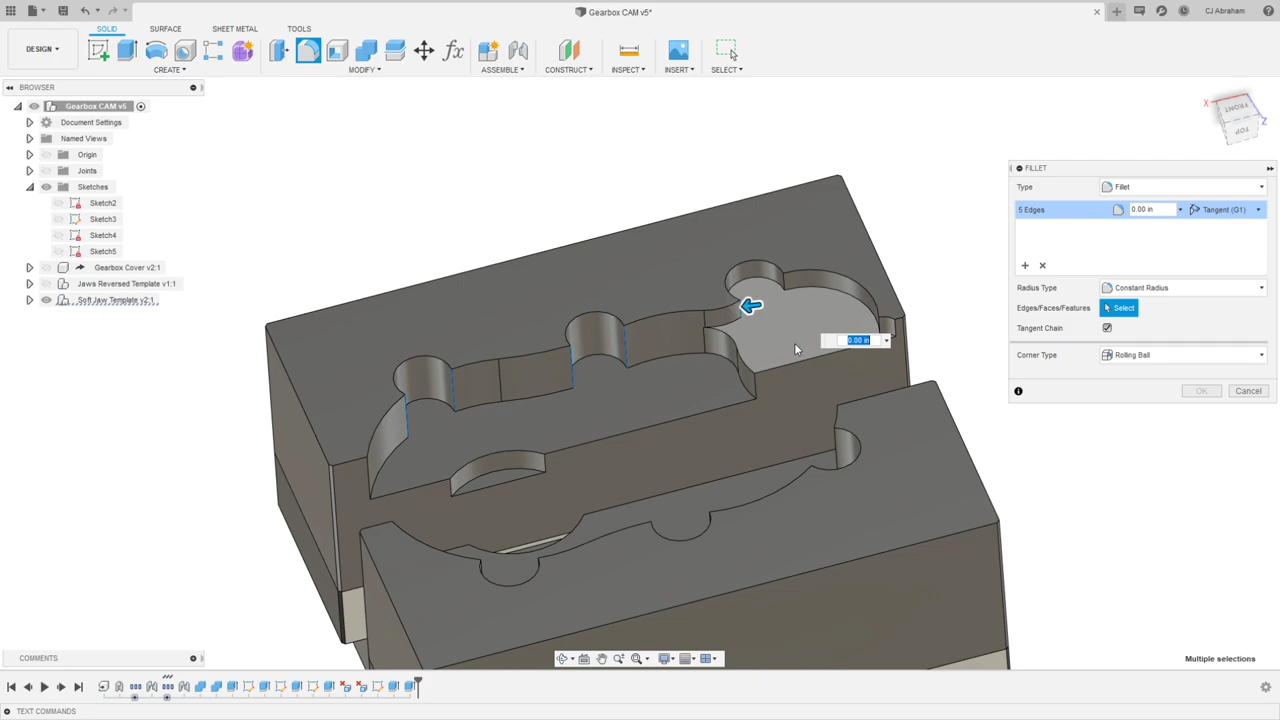 Gearbox CAM v5*
CJ Abraham
DESIGN
SOLID
SURFACE
SHEET METAL
TOOLS
CREATE
MODIFY
fx
ASSEMBLE
CONSTRUCT
INSPECT
INSERT
SELECT
BROWSER
Gearbox CAM v5
Document Settings
Named Views
Origin
Joints
Sketches
Sketch2
Sketch3
Sketch4
Sketch5
Gearbox Cover v2:1
Jaws Reversed Template v1:1
Soft Jaw Template v2:1
X
FRONT
Z
TOP
FILLET
Type
Fillet
5 Edges
0.00 in
Tangent (G1)
Radius Type
Constant Radius
Edges/Faces/Features
Select
Tangent Chain
Corner Type
Rolling Ball
OK
Cancel
0.00 in
COMMENTS
Multiple selections
TEXT COMMANDS